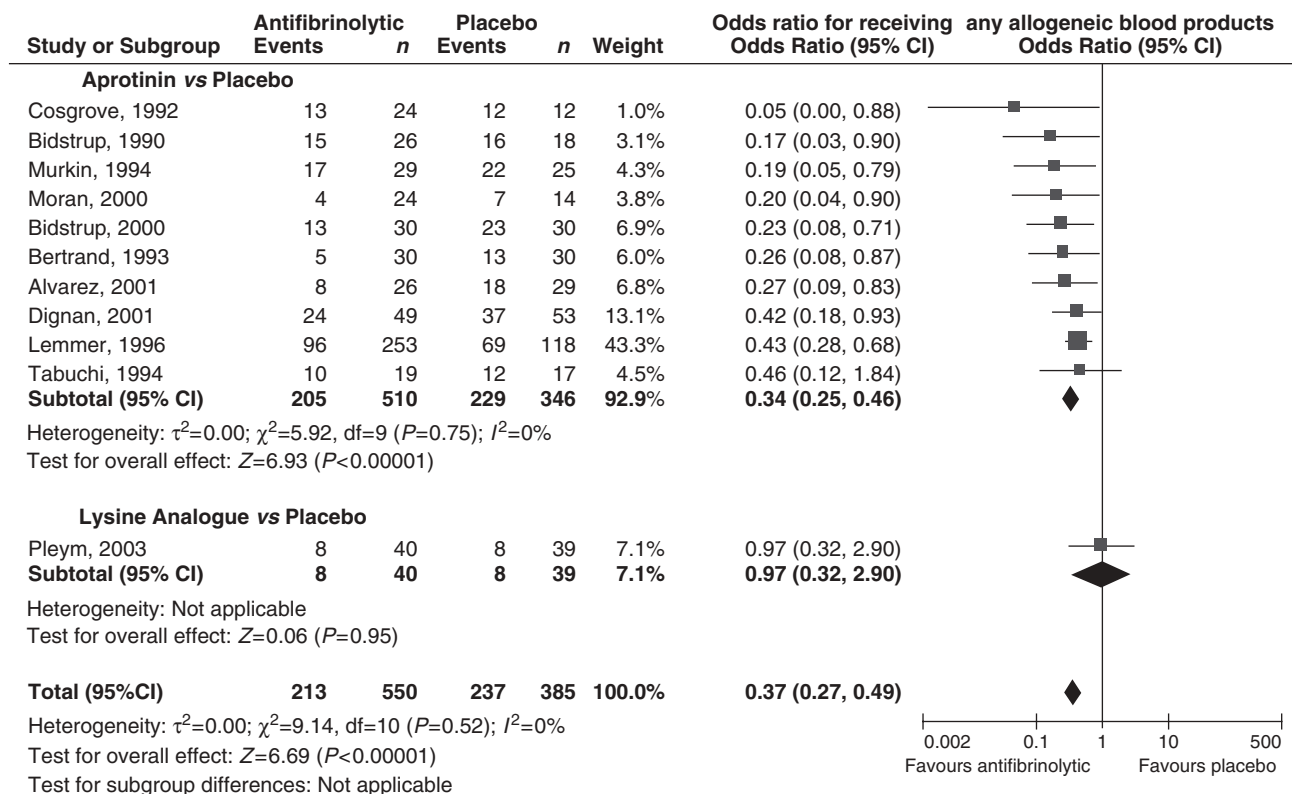 Antifibrinolytic Placebo Odds ratio for receiving any allogeneic blood products
Study or Subgroup Events n Events n Weight Odds Ratio (95% CI) Odds Ratio (95% CI)
Aprotinin vs Placebo
Cosgrove, 1992 13 24 12 12 1.0% 0.05 (0.00, 0.88)
Bidstrup, 1990 15 26 16 18 3.1% 0.17 (0.03, 0.90)
Murkin, 1994 17 29 22 25 4.3% 0.19 (0.05, 0.79)
Moran, 2000 4 24 7 14 3.8% 0.20 (0.04, 0.90)
Bidstrup, 2000 13 30 23 30 6.9% 0.23 (0.08, 0.71)
Bertrand, 1993 5 30 13 30 6.0% 0.26 (0.08, 0.87)
Alvarez, 2001 8 26 18 29 6.8% 0.27 (0.09, 0.83)
Dignan, 2001 24 49 37 53 13.1% 0.42 (0.18, 0.93)
Lemmer, 1996 96 253 69 118 43.3% 0.43 (0.28, 0.68)
Tabuchi, 1994 10 19 12 17 4.5% 0.46 (0.12, 1.84)
Subtotal (95% CI) 205 510 229 346 92.9% 0.34 (0.25, 0.46)
Heterogeneity: τ²=0.00; χ²=5.92, df=9 (P=0.75); I²=0%
Test for overall effect: Z=6.93 (P<0.00001)
Lysine Analogue vs Placebo
Pleym, 2003 8 40 8 39 7.1% 0.97 (0.32, 2.90)
Subtotal (95% CI) 8 40 8 39 7.1% 0.97 (0.32, 2.90)
Heterogeneity: Not applicable
Test for overall effect: Z=0.06 (P=0.95)
Total (95%CI) 213 550 237 385 100.0% 0.37 (0.27, 0.49)
Heterogeneity: τ²=0.00; χ²=9.14, df=10 (P=0.52); I²=0%
Test for overall effect: Z=6.69 (P<0.00001)
Test for subgroup differences: Not applicable
0.002 0.1 1 10 500
Favours antifibrinolytic Favours placebo